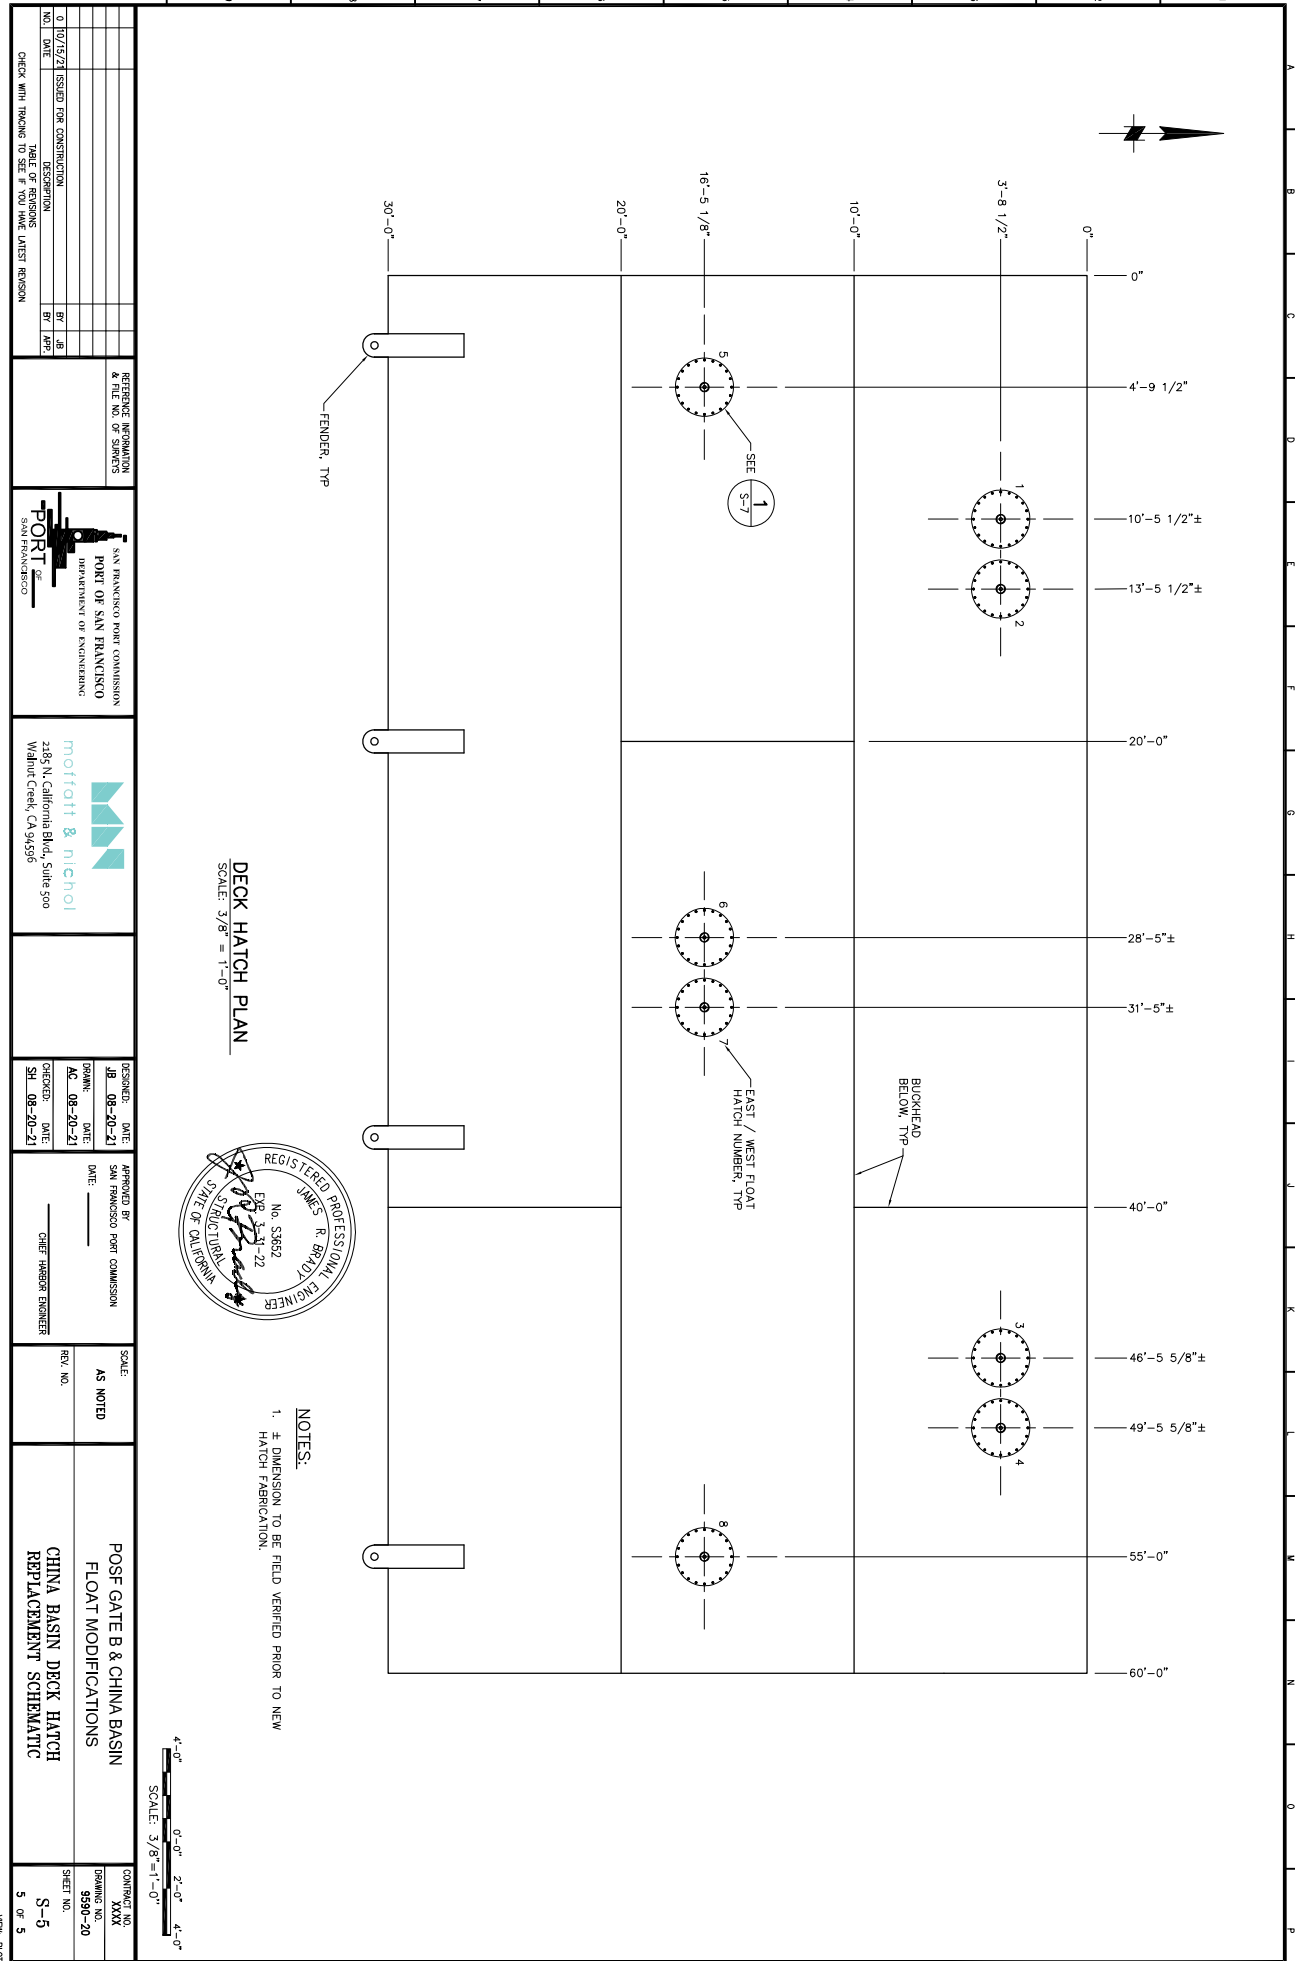 0"
4'-9 1/2"
10'-5 1/2"±
13'-5 1/2"±
20'-0"
28'-5"±
31'-5"±
40'-0"
46'-5 5/8"±
49'-5 5/8"±
55'-0"
60'-0"
0"
3'-8 1/2"
10'-0"
16'-5 1/8"
20'-0"
30'-0"
1
2
3
4
5
6
7
8
SEE
1
S-7
BUCKHEAD
BELOW, TYP
EAST / WEST FLOAT
HATCH NUMBER, TYP
FENDER, TYP
DECK HATCH PLAN
SCALE: 3/8" = 1'-0"
NOTES:
1. ± DIMENSION TO BE FIELD VERIFIED PRIOR TO NEW
HATCH FABRICATION.
REGISTERED PROFESSIONAL ENGINEER
JAMES R. BRADY
No. S3652
EXP. 3-31-22
STRUCTURAL
STATE OF CALIFORNIA
4'-0" 0'-0" 2'-0" 4'-0"
SCALE: 3/8"=1'-0"
0 10/15/21 ISSUED FOR CONSTRUCTION BY JB
NO. DATE DESCRIPTION BY APP.
TABLE OF REVISIONS
CHECK WITH TRACING TO SEE IF YOU HAVE LATEST REVISION
REFERENCE INFORMATION
& FILE NO. OF SURVEYS
SAN FRANCISCO PORT COMMISSION
PORT OF SAN FRANCISCO
DEPARTMENT OF ENGINEERING
PORT OF
SAN FRANCISCO
moffatt & nichol
2185 N. California Blvd., Suite 500
Walnut Creek, CA 94596
DESIGNED: DATE:
JB 08-20-21
DRAWN: DATE:
AC 08-20-21
CHECKED: DATE:
SH 08-20-21
APPROVED BY
SAN FRANCISCO PORT COMMISSION
DATE:
CHIEF HARBOR ENGINEER
SCALE:
AS NOTED
REV. NO.
POSF GATE B & CHINA BASIN
FLOAT MODIFICATIONS
CHINA BASIN DECK HATCH
REPLACEMENT SCHEMATIC
CONTRACT NO.
XXXX
DRAWING NO.
9590-20
SHEET NO.
S-5
5 OF 5
A
B
C
D
E
F
G
H
I
J
K
L
M
N
O
P